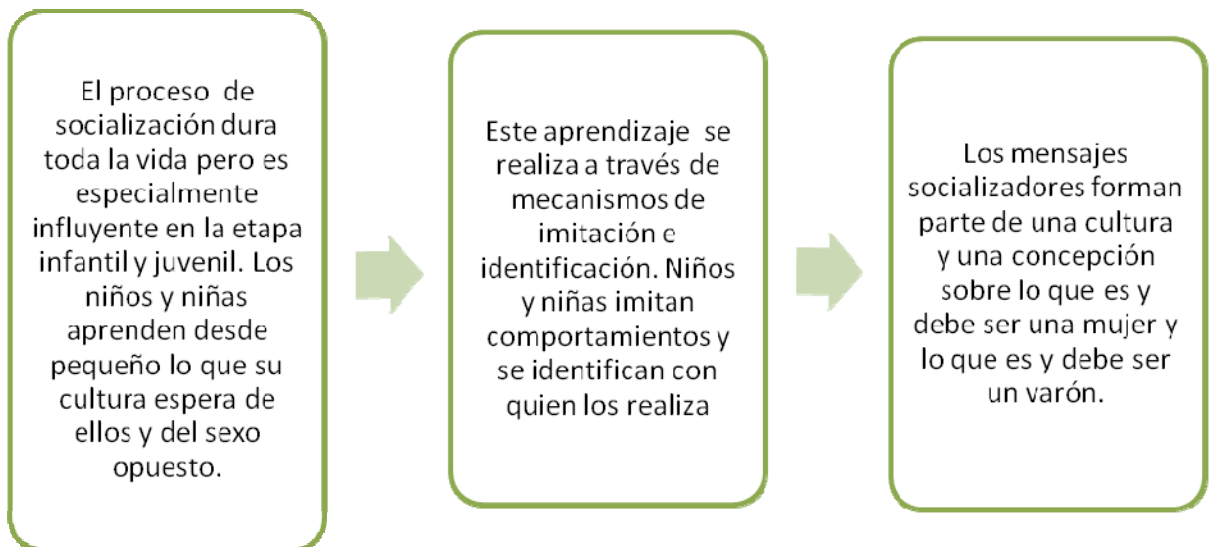 El proceso de
socialización dura
toda la vida pero es
especialmente
influyente en la etapa
infantil y juvenil. Los
niños y niñas
aprenden desde
pequeño lo que su
cultura espera de
ellos y del sexo
opuesto.
Este aprendizaje se
realiza a través de
mecanismos de
imitación e
identificación. Niños
y niñas imitan
comportamientos y
se identifican con
quien los realiza
Los mensajes
socializadores forman
parte de una cultura
y una concepción
sobre lo que es y
debe ser una mujer y
lo que es y debe ser
un varón.